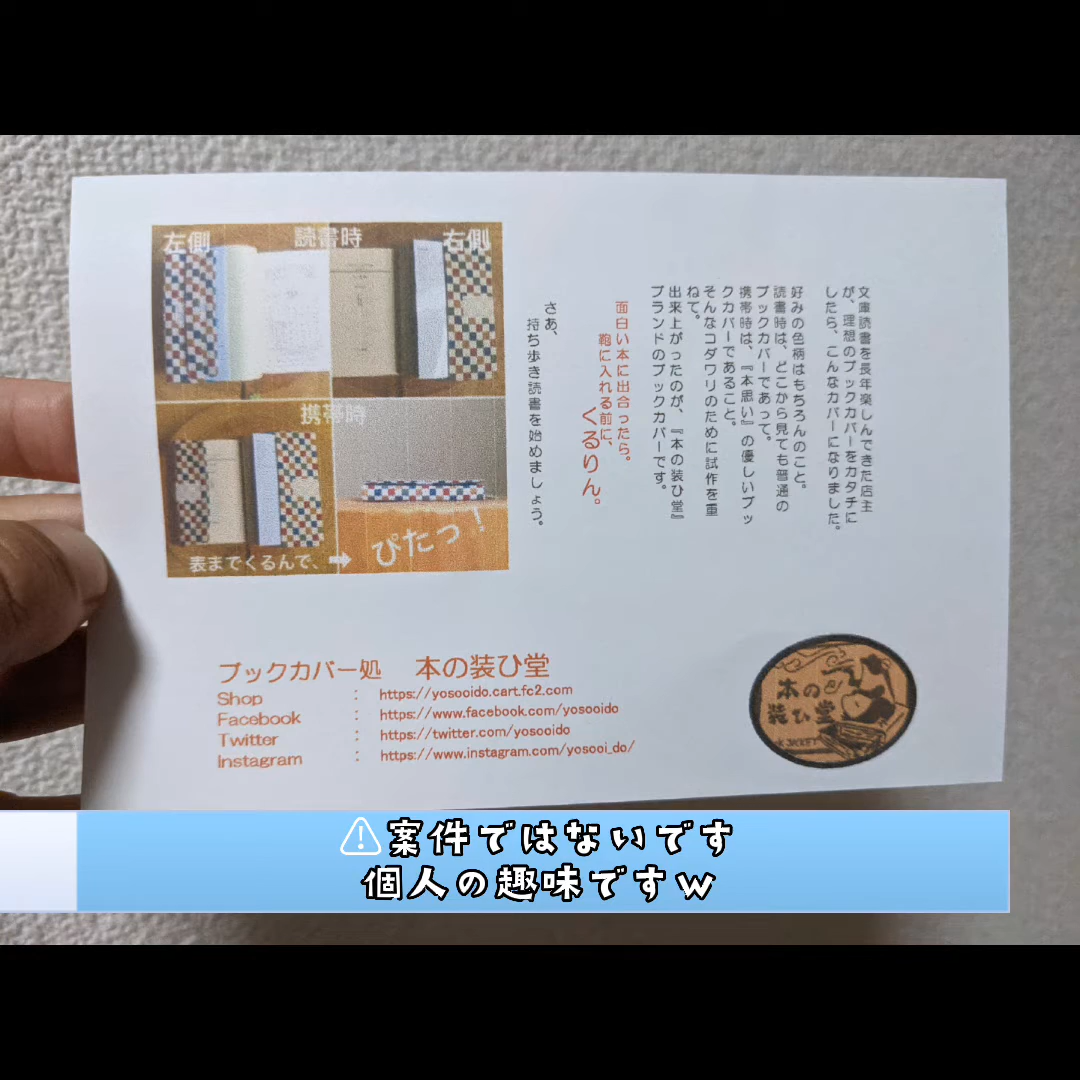 左側
読書時
右側
携帯時
表までくるんで、➡
ぴたっ!
文庫読書を長年楽しんできた店主
が、理想のブックカバーをカタチに
したら、こんなカバーになりました。
好みの色柄はもちろんのこと。
読書時は、どこから見ても普通の
ブックカバーであって。
携帯時は、『本思い』の優しいブッ
クカバーであること。
そんなコダワリのために試作を重
ねて。
出来上がったのが、『本の装ひ堂』
ブランドのブックカバーです。
面白い本に出合ったら。
鞄に入れる前に、
くるりん。
さあ、
持ち歩き読書を始めましょう。
ブックカバー処 本の装ひ堂
Shop : https://yosooido.cart.fc2.com
Facebook : https://www.facebook.com/yosooido
Twitter : https://twitter.com/yosooido
Instagram : https://www.instagram.com/yosooi_do/
本の
装ひ堂
⚠案件ではないです
個人の趣味ですw